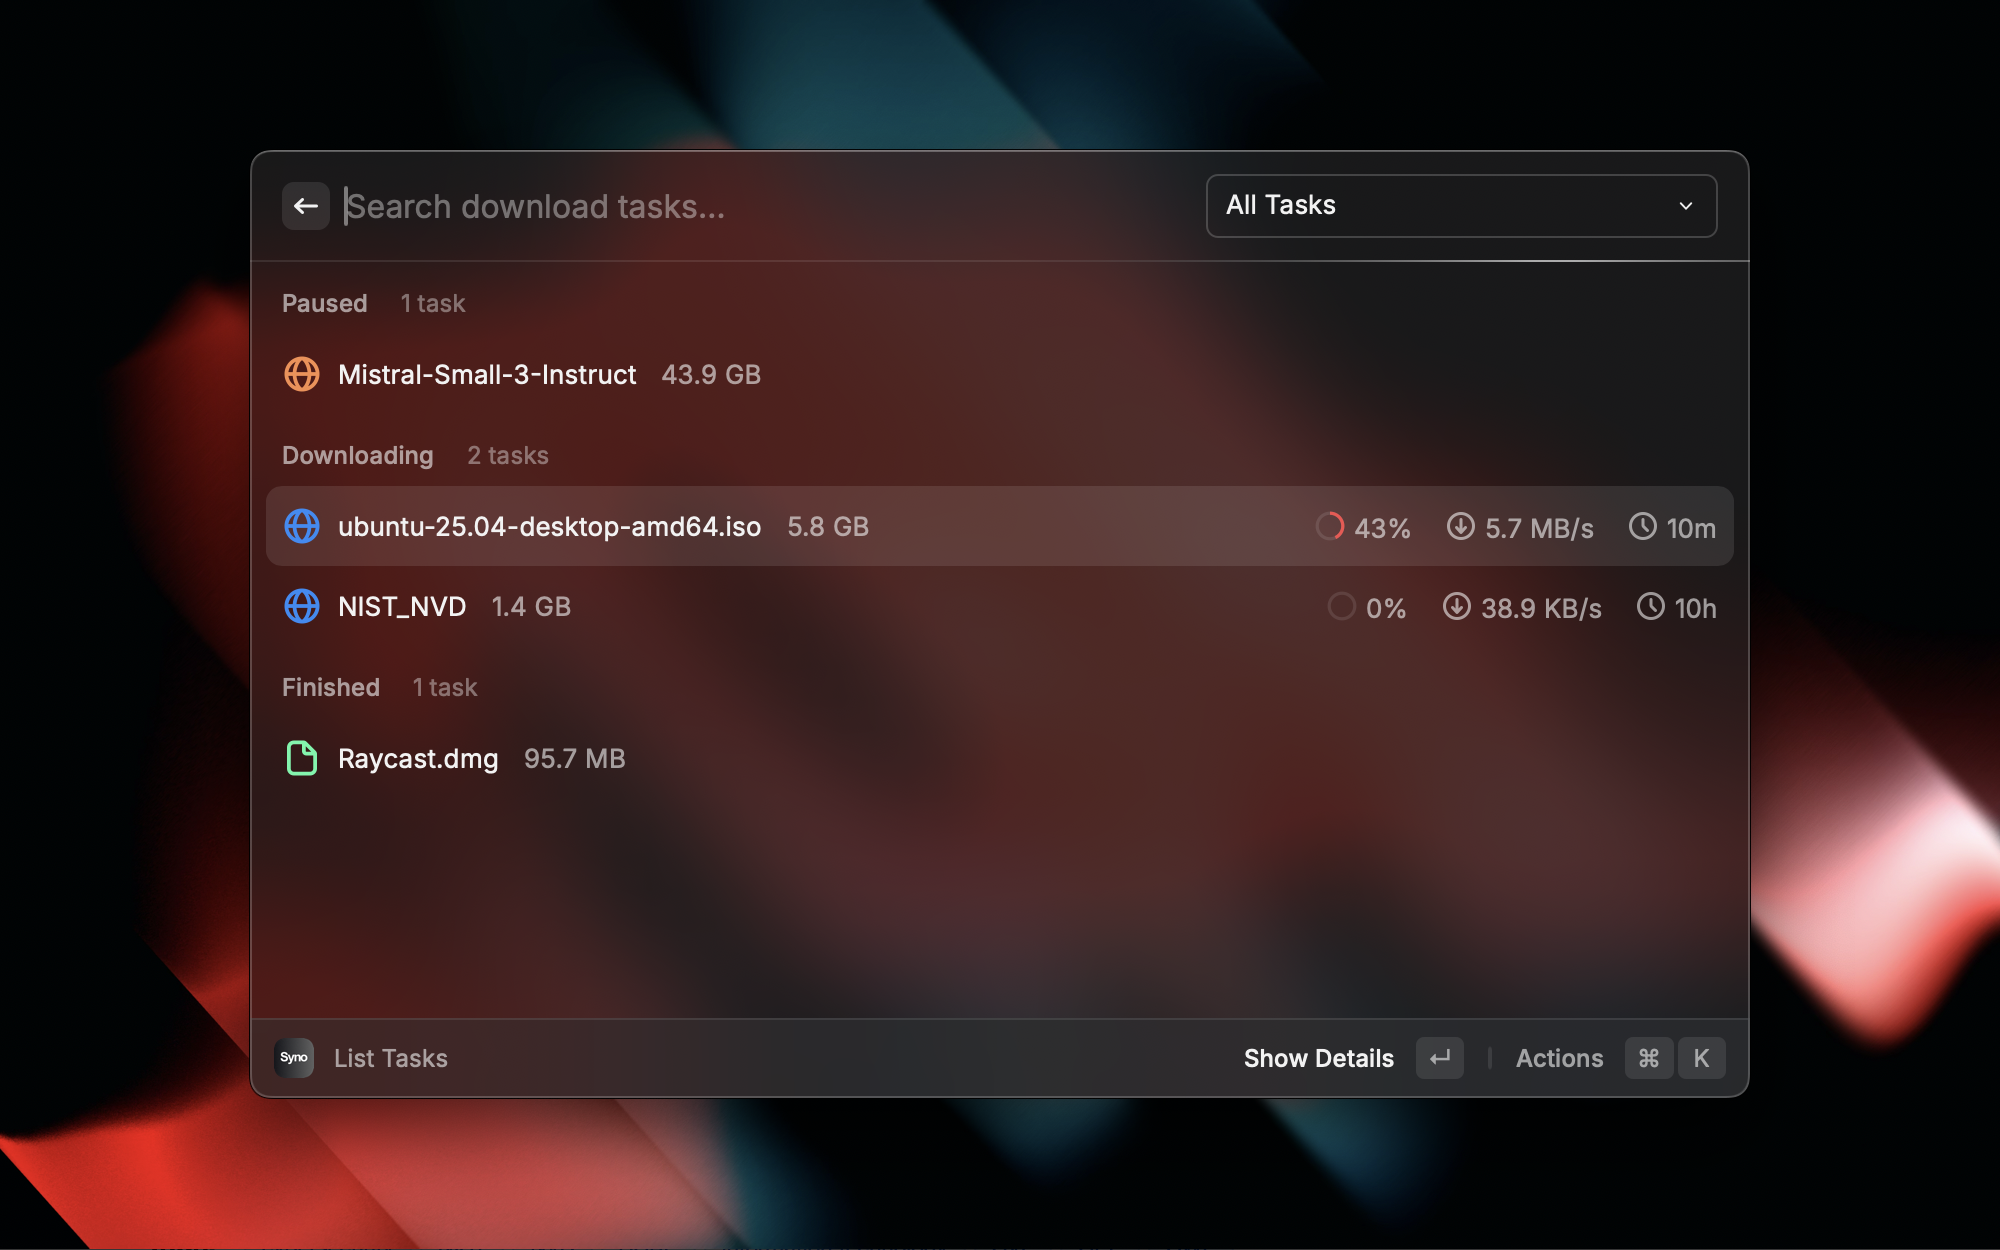 Search download tasks...
All Tasks
Paused 1 task
Mistral-Small-3-Instruct 43.9 GB
Downloading 2 tasks
ubuntu-25.04-desktop-amd64.iso 5.8 GB 43% 5.7 MB/s 10m
NIST_NVD 1.4 GB 0% 38.9 KB/s 10h
Finished 1 task
Raycast.dmg 95.7 MB
Syno List Tasks Show Details ↵ Actions ⌘ K